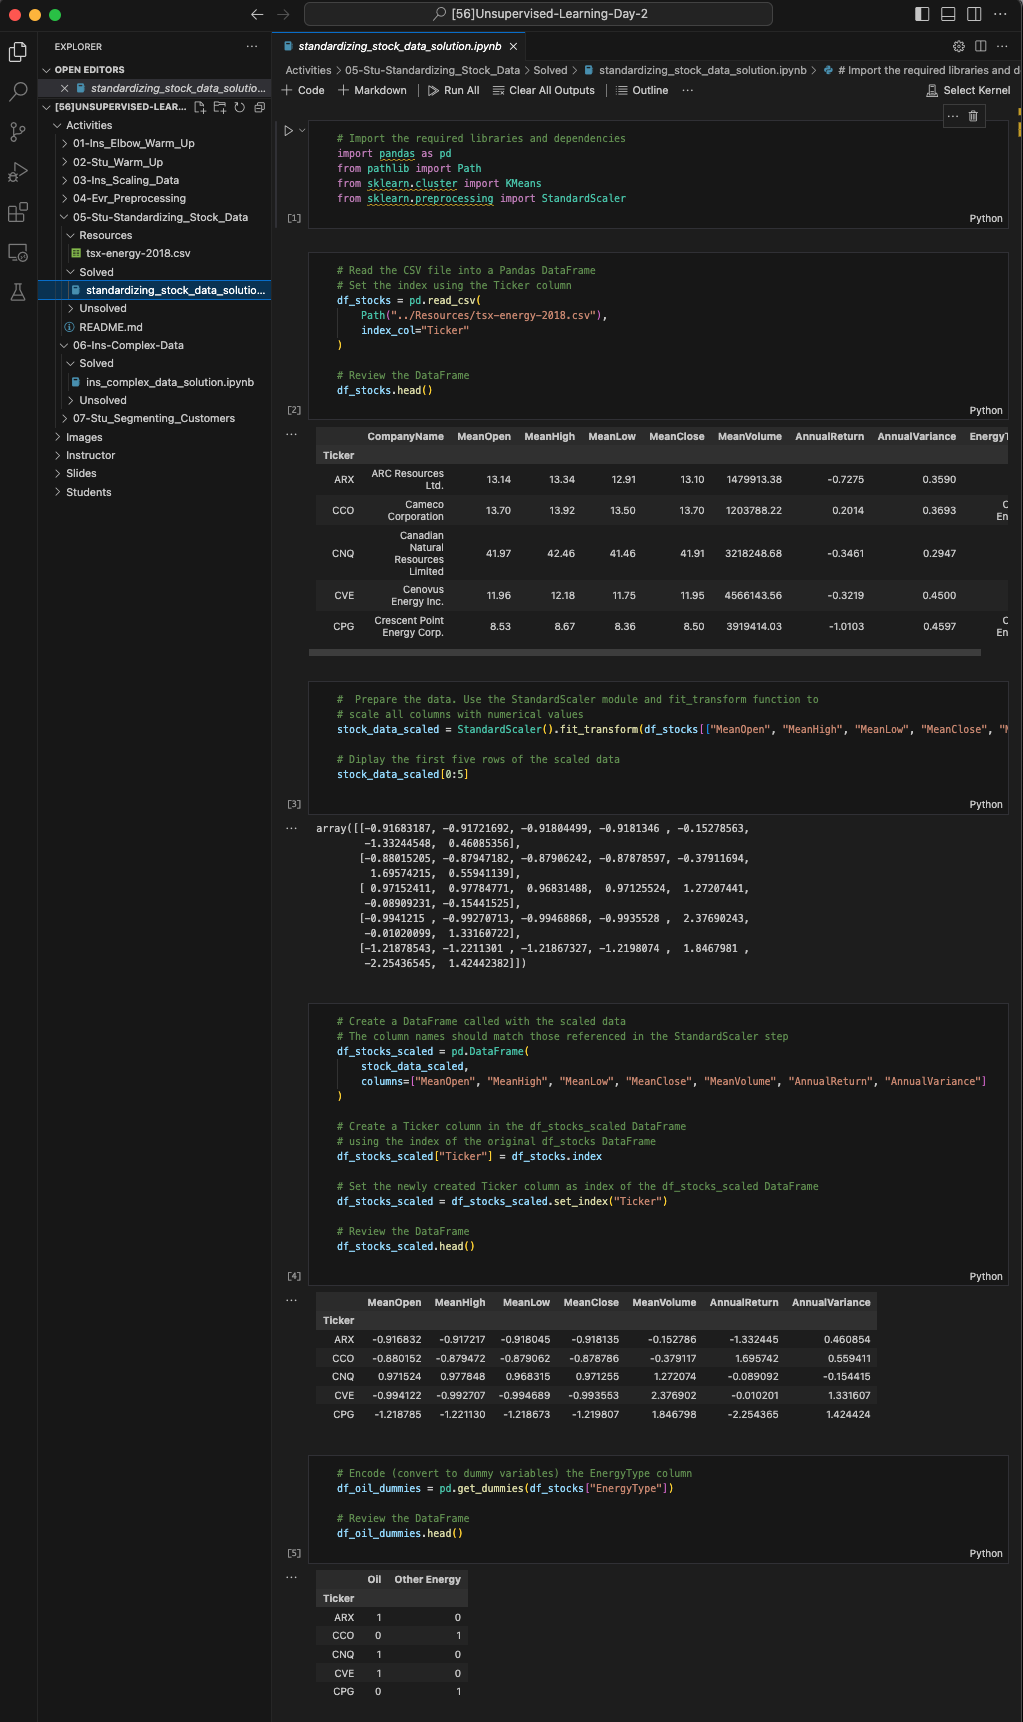 [56]Unsupervised-Learning-Day-2
EXPLORER
OPEN EDITORS
standardizing_stock_data_solutio...
[56]UNSUPERVISED-LEAR...
Activities
01-Ins_Elbow_Warm_Up
02-Stu_Warm_Up
03-Ins_Scaling_Data
04-Evr_Preprocessing
05-Stu-Standardizing_Stock_Data
Resources
tsx-energy-2018.csv
Solved
standardizing_stock_data_solutio...
Unsolved
README.md
06-Ins-Complex-Data
Solved
ins_complex_data_solution.ipynb
Unsolved
07-Stu_Segmenting_Customers
Images
Instructor
Slides
Students
standardizing_stock_data_solution.ipynb
Activities > 05-Stu-Standardizing_Stock_Data > Solved > standardizing_stock_data_solution.ipynb > # Import the required libraries and d
+ Code + Markdown | Run All Clear All Outputs | Outline ... Select Kernel
# Import the required libraries and dependencies
import pandas as pd
from pathlib import Path
from sklearn.cluster import KMeans
from sklearn.preprocessing import StandardScaler
[1] Python
# Read the CSV file into a Pandas DataFrame
# Set the index using the Ticker column
df_stocks = pd.read_csv(
    Path("../Resources/tsx-energy-2018.csv"),
    index_col="Ticker"
)
# Review the DataFrame
df_stocks.head()
[2] Python
CompanyName MeanOpen MeanHigh MeanLow MeanClose MeanVolume AnnualReturn AnnualVariance EnergyT
Ticker
ARX ARC Resources Ltd. 13.14 13.34 12.91 13.10 1479913.38 -0.7275 0.3590
CCO Cameco Corporation 13.70 13.92 13.50 13.70 1203788.22 0.2014 0.3693 C En
CNQ Canadian Natural Resources Limited 41.97 42.46 41.46 41.91 3218248.68 -0.3461 0.2947
CVE Cenovus Energy Inc. 11.96 12.18 11.75 11.95 4566143.56 -0.3219 0.4500
CPG Crescent Point Energy Corp. 8.53 8.67 8.36 8.50 3919414.03 -1.0103 0.4597 C En
#  Prepare the data. Use the StandardScaler module and fit_transform function to
# scale all columns with numerical values
stock_data_scaled = StandardScaler().fit_transform(df_stocks[["MeanOpen", "MeanHigh", "MeanLow", "MeanClose", "M
# Diplay the first five rows of the scaled data
stock_data_scaled[0:5]
[3] Python
array([[-0.91683187, -0.91721692, -0.91804499, -0.9181346 , -0.15278563,
        -1.33244548,  0.46085356],
       [-0.88015205, -0.87947182, -0.87906242, -0.87878597, -0.37911694,
         1.69574215,  0.55941139],
       [ 0.97152411,  0.97784771,  0.96831488,  0.97125524,  1.27207441,
        -0.08909231, -0.15441525],
       [-0.9941215 , -0.99270713, -0.99468868, -0.9935528 ,  2.37690243,
        -0.01020099,  1.33160722],
       [-1.21878543, -1.2211301 , -1.21867327, -1.2198074 ,  1.8467981 ,
        -2.25436545,  1.42442382]])
# Create a DataFrame called with the scaled data
# The column names should match those referenced in the StandardScaler step
df_stocks_scaled = pd.DataFrame(
    stock_data_scaled,
    columns=["MeanOpen", "MeanHigh", "MeanLow", "MeanClose", "MeanVolume", "AnnualReturn", "AnnualVariance"]
)
# Create a Ticker column in the df_stocks_scaled DataFrame
# using the index of the original df_stocks DataFrame
df_stocks_scaled["Ticker"] = df_stocks.index
# Set the newly created Ticker column as index of the df_stocks_scaled DataFrame
df_stocks_scaled = df_stocks_scaled.set_index("Ticker")
# Review the DataFrame
df_stocks_scaled.head()
[4] Python
MeanOpen MeanHigh MeanLow MeanClose MeanVolume AnnualReturn AnnualVariance
Ticker
ARX -0.916832 -0.917217 -0.918045 -0.918135 -0.152786 -1.332445 0.460854
CCO -0.880152 -0.879472 -0.879062 -0.878786 -0.379117 1.695742 0.559411
CNQ 0.971524 0.977848 0.968315 0.971255 1.272074 -0.089092 -0.154415
CVE -0.994122 -0.992707 -0.994689 -0.993553 2.376902 -0.010201 1.331607
CPG -1.218785 -1.221130 -1.218673 -1.219807 1.846798 -2.254365 1.424424
# Encode (convert to dummy variables) the EnergyType column
df_oil_dummies = pd.get_dummies(df_stocks["EnergyType"])
# Review the DataFrame
df_oil_dummies.head()
[5] Python
Oil Other Energy
Ticker
ARX 1 0
CCO 0 1
CNQ 1 0
CVE 1 0
CPG 0 1